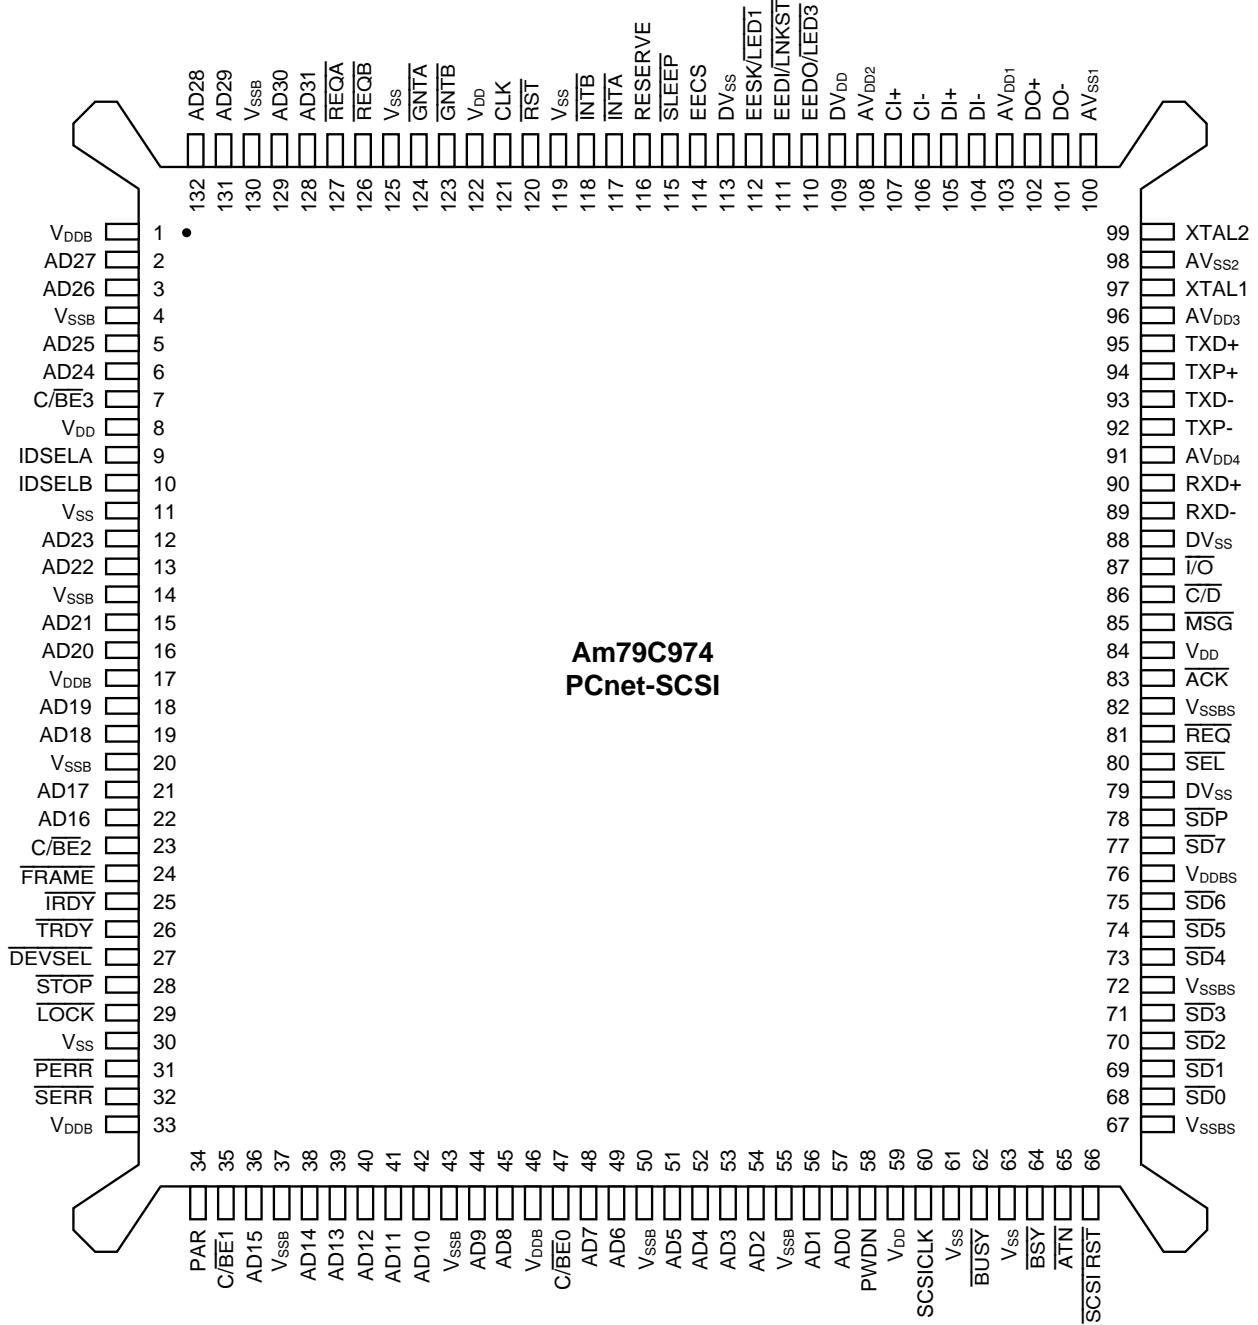 AD28
AD29
VSSB
AD30
AD31
REQA
REQB
VSS
GNTA
GNTB
VDD
CLK
RST
VSS
INTB
INTA
RESERVE
SLEEP
EECS
DVSS
EESK/LED1
EEDI/LNKST
EEDO/LED3
DVDD
AVDD2
CI+
CI-
DI+
DI-
AVDD1
DO+
DO-
AVSS1
132
131
130
129
128
127
126
125
124
123
122
121
120
119
118
117
116
115
114
113
112
111
110
109
108
107
106
105
104
103
102
101
100
VDDB 1
AD27 2
AD26 3
VSSB 4
AD25 5
AD24 6
C/BE3 7
VDD 8
IDSELA 9
IDSELB 10
VSS 11
AD23 12
AD22 13
VSSB 14
AD21 15
AD20 16
VDDB 17
AD19 18
AD18 19
VSSB 20
AD17 21
AD16 22
C/BE2 23
FRAME 24
IRDY 25
TRDY 26
DEVSEL 27
STOP 28
LOCK 29
VSS 30
PERR 31
SERR 32
VDDB 33
Am79C974
PCnet-SCSI
99 XTAL2
98 AVSS2
97 XTAL1
96 AVDD3
95 TXD+
94 TXP+
93 TXD-
92 TXP-
91 AVDD4
90 RXD+
89 RXD-
88 DVSS
87 I/O
86 C/D
85 MSG
84 VDD
83 ACK
82 VSSBS
81 REQ
80 SEL
79 DVSS
78 SDP
77 SD7
76 VDDBS
75 SD6
74 SD5
73 SD4
72 VSSBS
71 SD3
70 SD2
69 SD1
68 SD0
67 VSSBS
34
35
36
37
38
39
40
41
42
43
44
45
46
47
48
49
50
51
52
53
54
55
56
57
58
59
60
61
62
63
64
65
66
PAR
C/BE1
AD15
VSSB
AD14
AD13
AD12
AD11
AD10
VSSB
AD9
AD8
VDDB
C/BE0
AD7
AD6
VSSB
AD5
AD4
AD3
AD2
VSSB
AD1
AD0
PWDN
VDD
SCSICLK
VSS
BUSY
VSS
BSY
ATN
SCSI RST